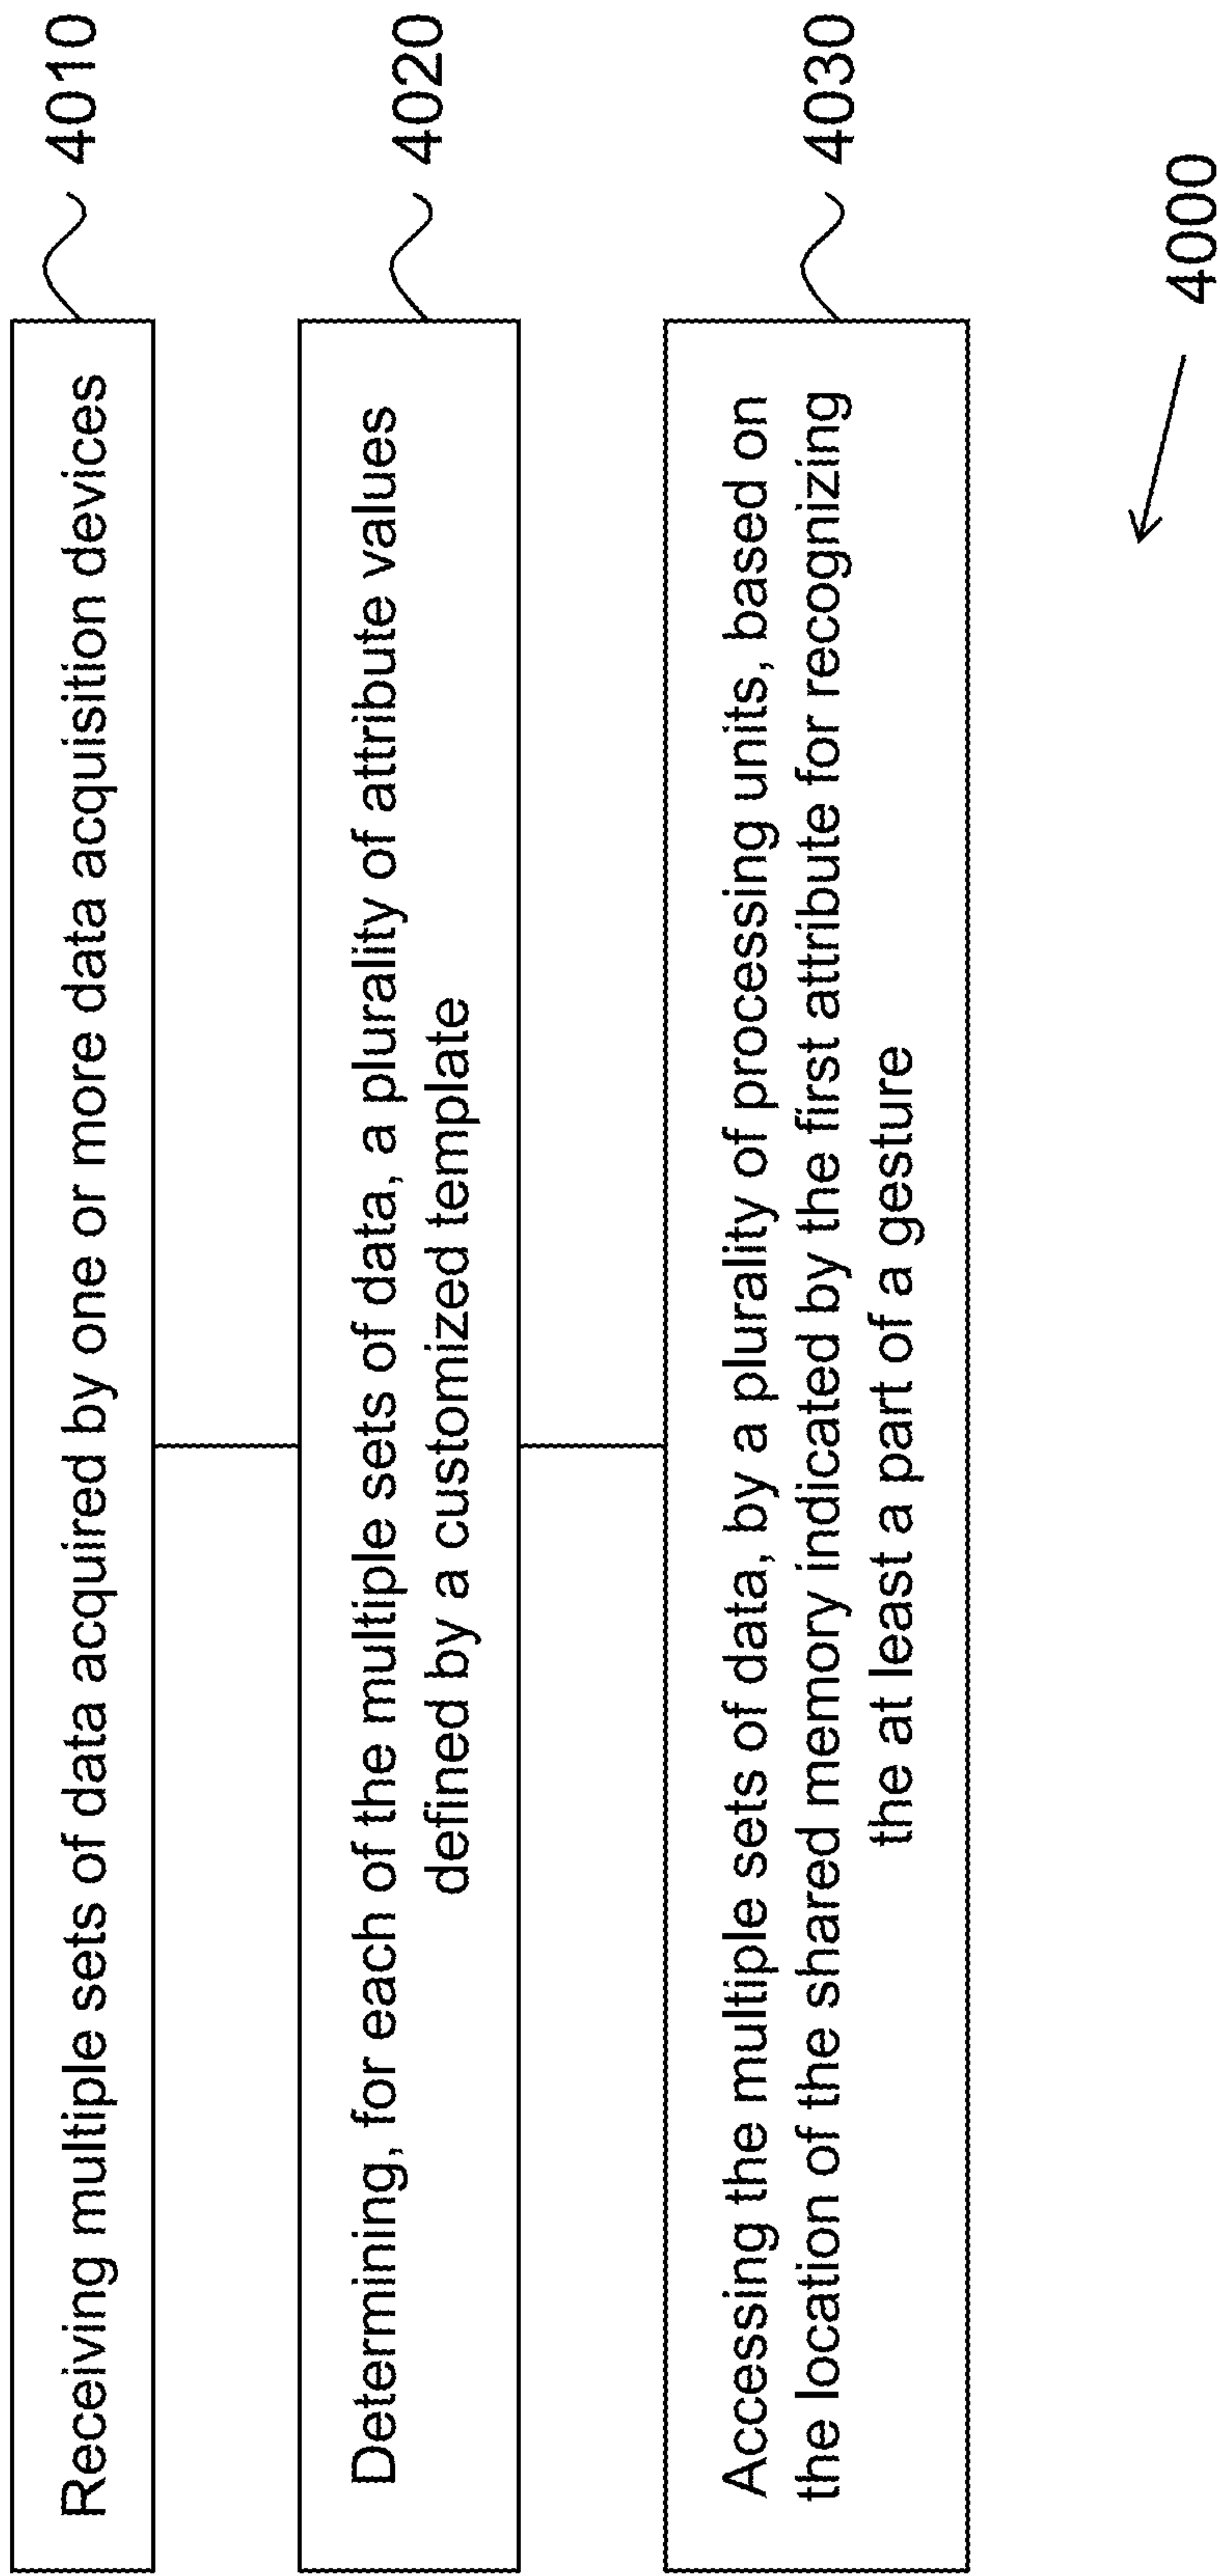 Receiving multiple sets of data acquired by one or more data acquisition devices
4010
Determining, for each of the multiple sets of data, a plurality of attribute values
defined by a customized template
4020
Accessing the multiple sets of data, by a plurality of processing units, based on
the location of the shared memory indicated by the first attribute for recognizing
the at least a part of a gesture
4030
4000